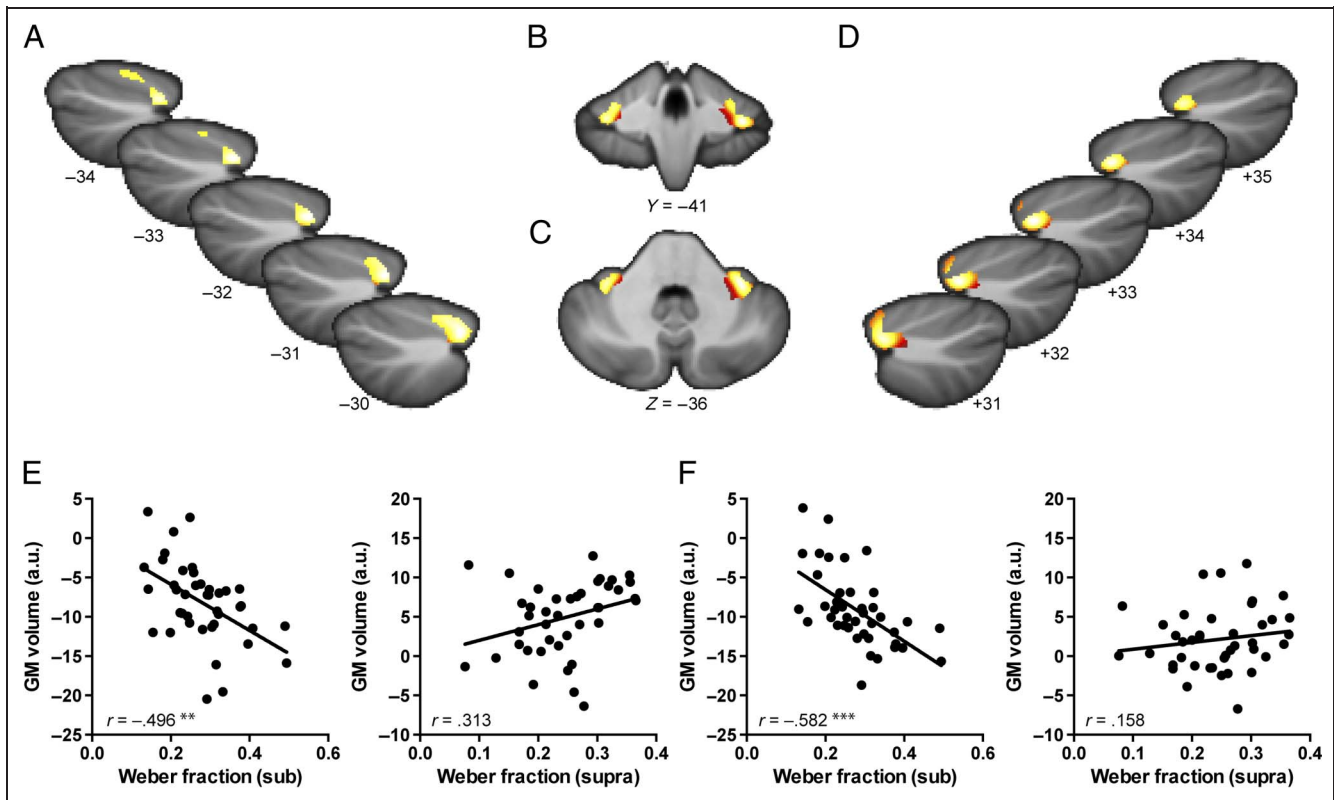 A
B
D
−34
−33
−32
−31
−30
Y = −41
C
Z = −36
+35
+34
+33
+32
+31
E
GM volume (a.u.)
5
0
−5
−10
−15
−20
−25
r = −.496 **
0.0 0.2 0.4 0.6
Weber fraction (sub)
GM volume (a.u.)
20
15
10
5
0
−5
−10
r = .313
0.0 0.1 0.2 0.3 0.4
Weber fraction (supra)
F
GM volume (a.u.)
5
0
−5
−10
−15
−20
−25
r = −.582 ***
0.0 0.2 0.4 0.6
Weber fraction (sub)
GM volume (a.u.)
20
15
10
5
0
−5
−10
r = .158
0.0 0.1 0.2 0.3 0.4
Weber fraction (supra)